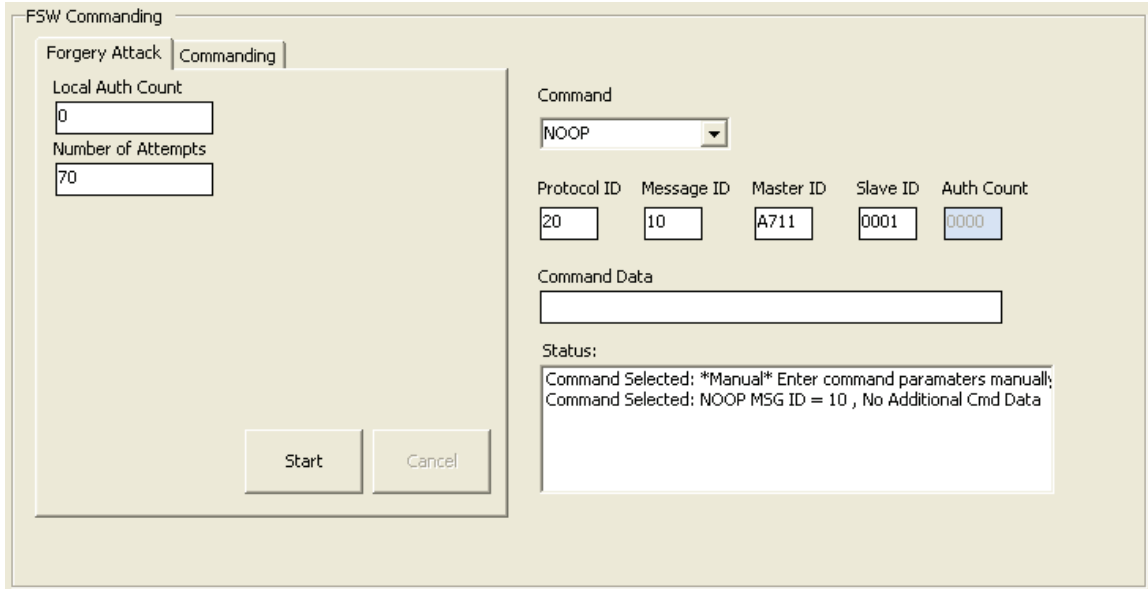 FSW Commanding
Forgery Attack Commanding
Local Auth Count
0
Number of Attempts
70
Start Cancel
Command
NOOP
Protocol ID Message ID Master ID Slave ID Auth Count
20 10 A711 0001 0000
Command Data
Status:
Command Selected: *Manual* Enter command paramaters manually
Command Selected: NOOP MSG ID = 10 , No Additional Cmd Data